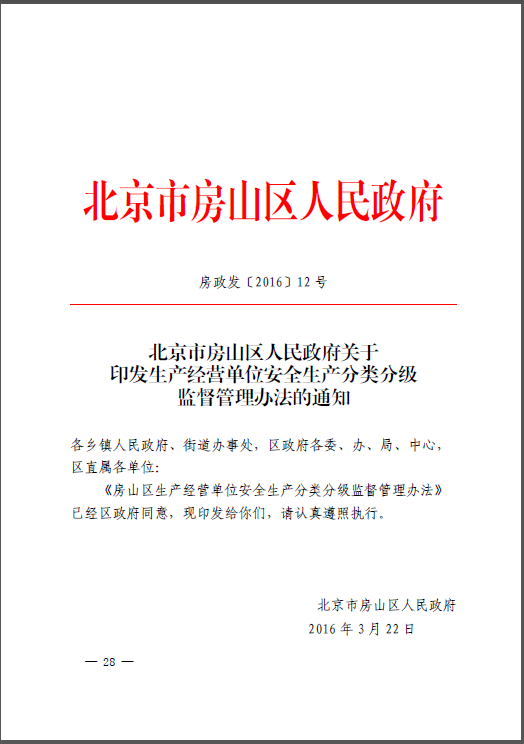 北京市房山区人民政府
房政发〔2016〕12号
北京市房山区人民政府关于
印发生产经营单位安全生产分类分级
监督管理办法的通知
各乡镇人民政府、街道办事处，区政府各委、办、局、中心，
区直属各单位：
《房山区生产经营单位安全生产分类分级监督管理办法》
已经区政府同意，现印发给你们，请认真遵照执行。
北京市房山区人民政府
2016年3月22日
— 28 —